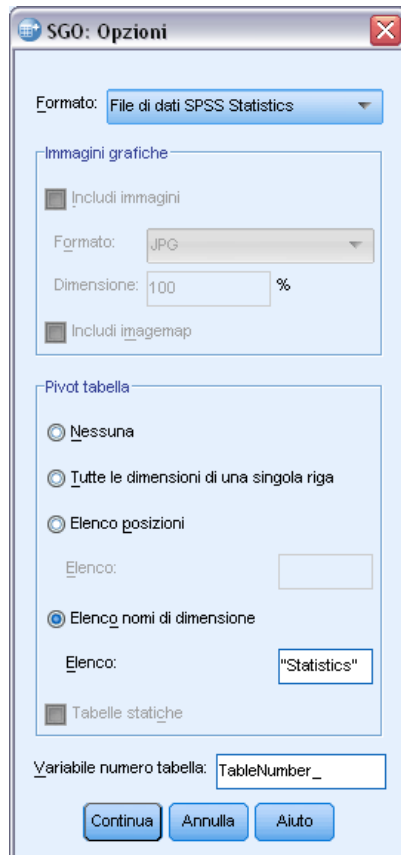 SGO: Opzioni
Formato: File di dati SPSS Statistics
Immagini grafiche
Includi immagini
Formato: JPG
Dimensione: 100 %
Includi imagemap
Pivot tabella
Nessuna
Tutte le dimensioni di una singola riga
Elenco posizioni
Elenco:
Elenco nomi di dimensione
Elenco: "Statistics"
Tabelle statiche
Variabile numero tabella: TableNumber_
Continua Annulla Aiuto